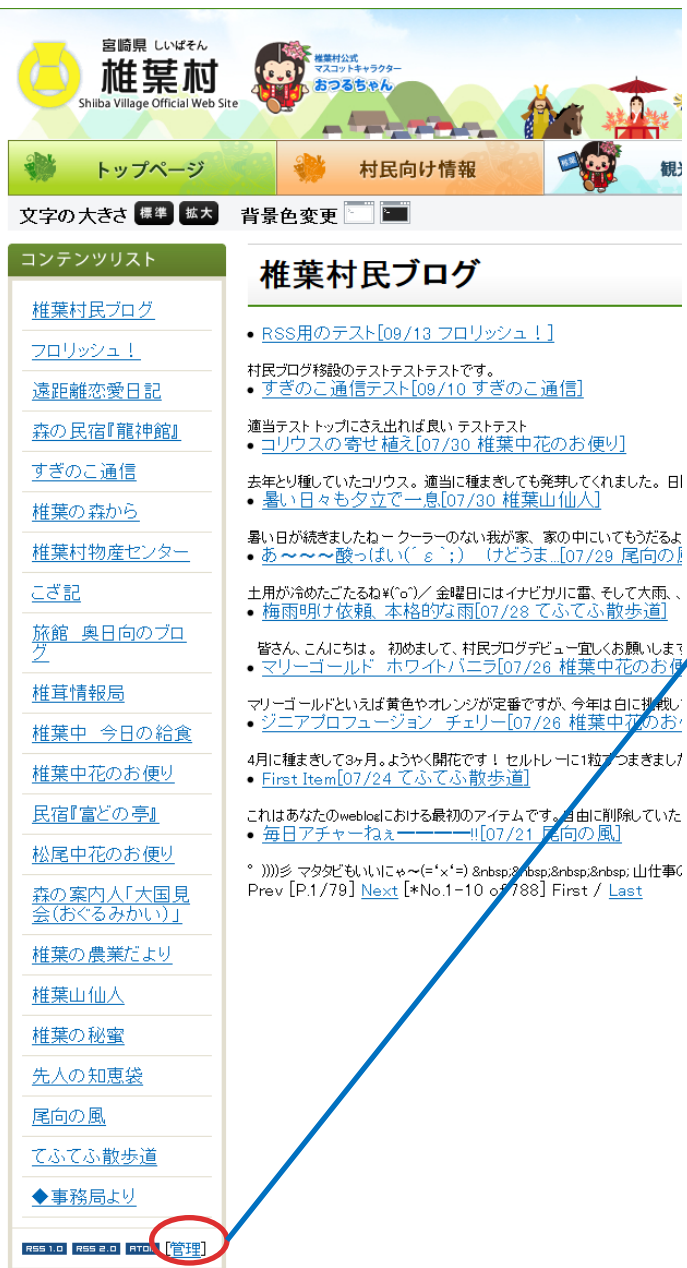 宮崎県 しいばそん
椎葉村
Shiiba Village Official Web Site
椎葉村公式
マスコットキャラクター
おつるちゃん
トップページ
村民向け情報
文字の大きさ 標準 拡大 背景色変更
コンテンツリスト
椎葉村民ブログ
フロリッシュ！
遠距離恋愛日記
森の民宿『龍神館』
すぎのこ通信
椎葉の森から
椎葉村物産センター
こざ記
旅館 奥日向のブロ
グ
椎茸情報局
椎葉中 今日の給食
椎葉中花のお便り
民宿『富どの亭』
松尾中花のお便り
森の案内人「大国見
会(おぐるみかい)」
椎葉の農業だより
椎葉山仙人
椎葉の秘蜜
先人の知恵袋
尾向の風
てふてふ散歩道
◆事務局より
RSS 1.0 RSS 2.0 ATOM [管理]
椎葉村民ブログ
• RSS用のテスト[09/13 フロリッシュ！]
村民ブログ移設のテストテストテストです。
• すぎのこ通信テスト[09/10 すぎのこ通信]
適当テスト トップにさえ出れば良い テストテスト
• コリウスの寄せ植え[07/30 椎葉中花のお便り]
去年とり種していたコリウス。適当に種まきしても発芽してくれました。
• 暑い日々も夕立で一息[07/30 椎葉山仙人]
暑い日が続きましたねー クーラーのない我が家、家の中にいてもうだるよ
• あ～～～酸っぱい(´ε`;) けどうま…[07/29 尾向の
土用が冷めたごたるね¥(^o^)／ 金曜日にはイナビカリに雷、そして大雨、、
• 梅雨明け依頼、本格的な雨[07/28 てふてふ散歩道]
皆さん、こんにちは。 初めまして、村民ブログデビュー宜しくお願いします
• マリーゴールド ホワイトバニラ[07/26 椎葉中花のお便
マリーゴールドといえば黄色やオレンジが定番ですが、今年は白に挑戦し
• ジニアプロフュージョン チェリー[07/26 椎葉中花のお
4月に種まきして3ヶ月。ようやく開花です！ セルトレーに1粒ずつまきまし
• First Item[07/24 てふてふ散歩道]
これはあなたのweblogにおける最初のアイテムです。自由に削除していた
• 毎日アチャーねぇ━━━━!![07/21 尾向の風]
° ))))彡 マタタビもいいにゃ～(=‘x‘=) &nbsp;&nbsp;&nbsp;&nbsp; 山仕事の
Prev [P.1/79] Next [*No.1-10 of 788] First / Last